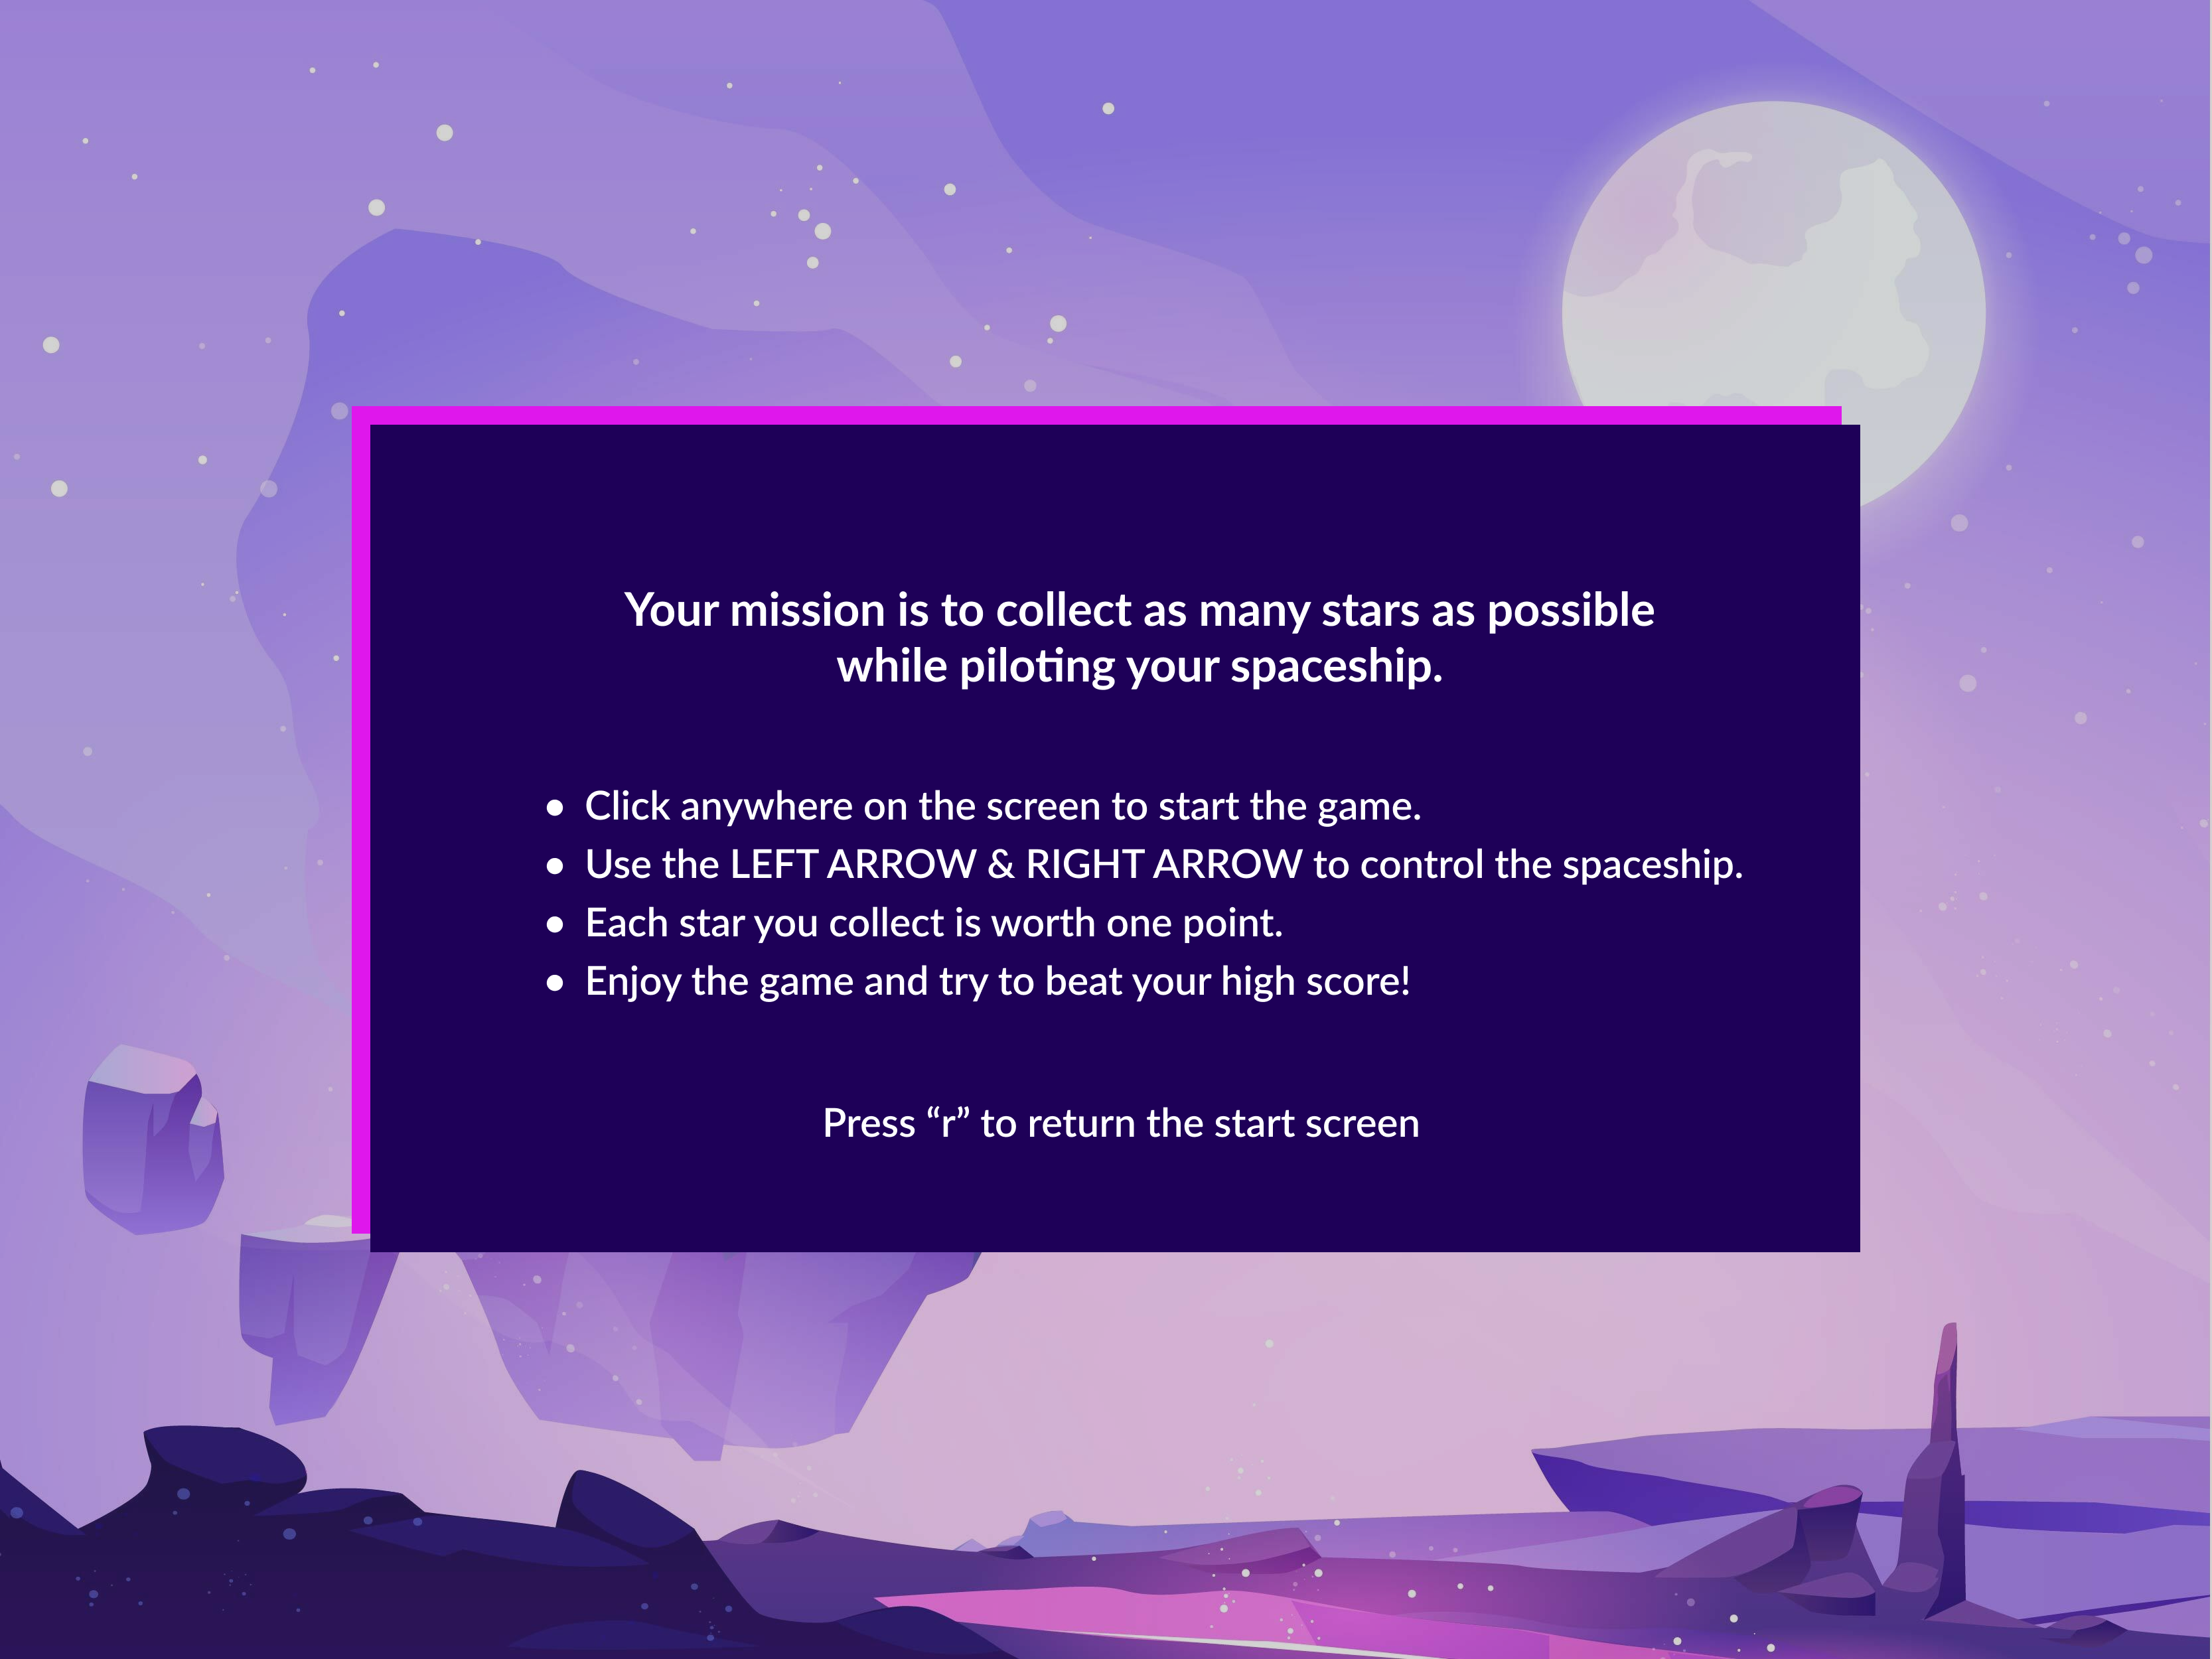 Your mission is to collect as many stars as possible
while piloting your spaceship.
• Click anywhere on the screen to start the game.
• Use the LEFT ARROW & RIGHT ARROW to control the spaceship.
• Each star you collect is worth one point.
• Enjoy the game and try to beat your high score!
Press “r” to return the start screen